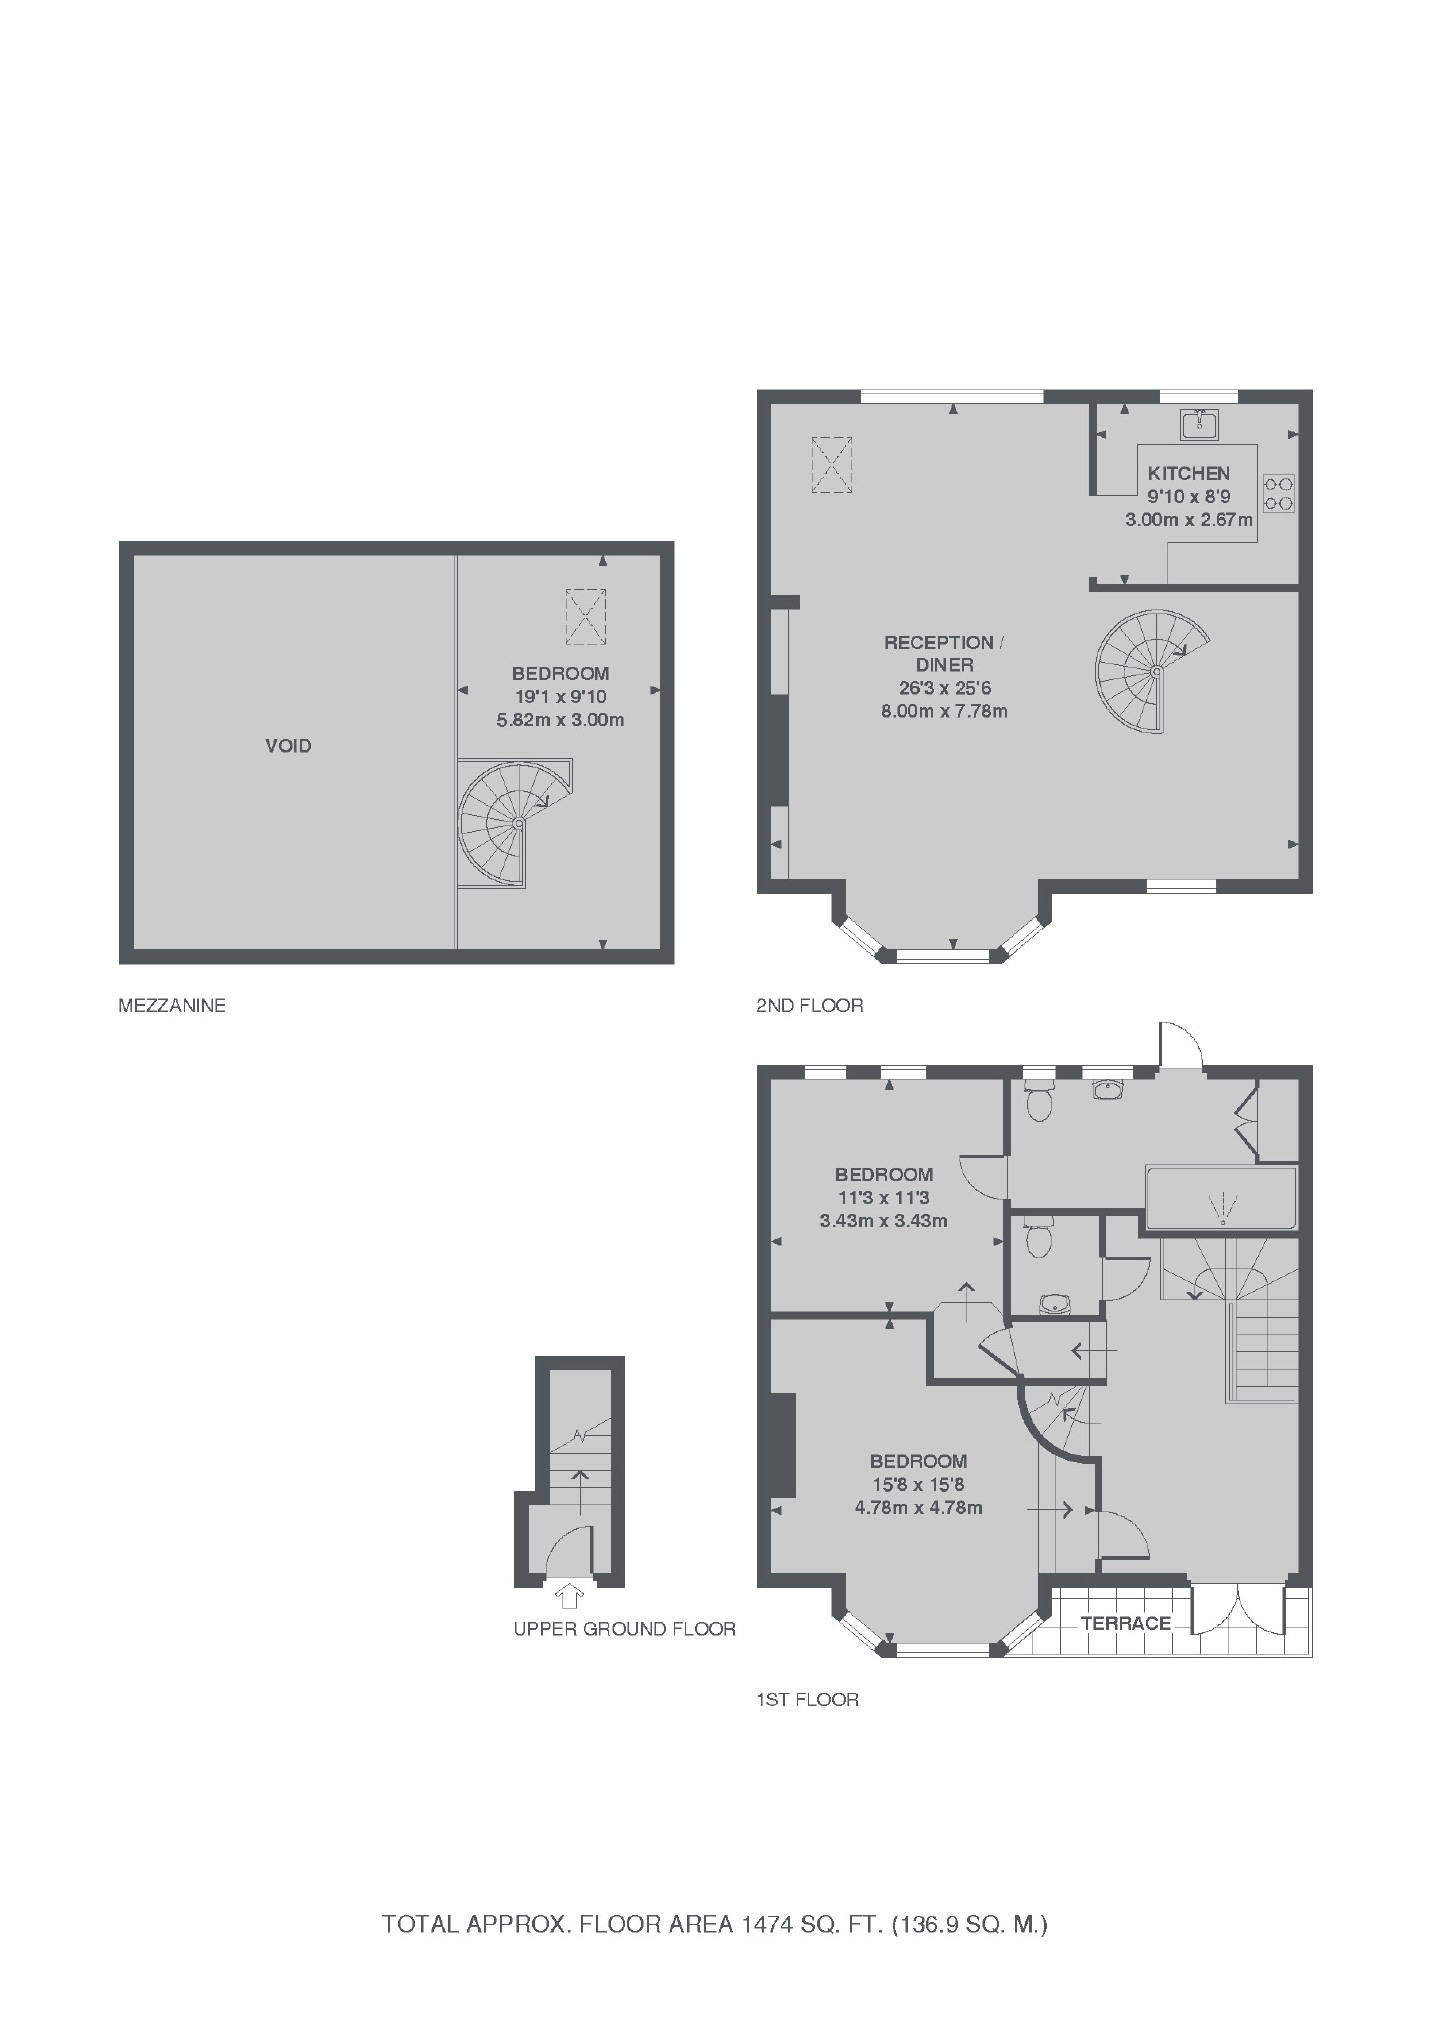 KITCHEN
9'10 x 8'9
3.00m x 2.67m
RECEPTION /
DINER
26'3 x 25'6
8.00m x 7.78m
BEDROOM
19'1 x 9'10
5.82m x 3.00m
VOID
MEZZANINE
2ND FLOOR
BEDROOM
11'3 x 11'3
3.43m x 3.43m
BEDROOM
15'8 x 15'8
4.78m x 4.78m
TERRACE
UPPER GROUND FLOOR
1ST FLOOR
TOTAL APPROX. FLOOR AREA 1474 SQ. FT. (136.9 SQ. M.)